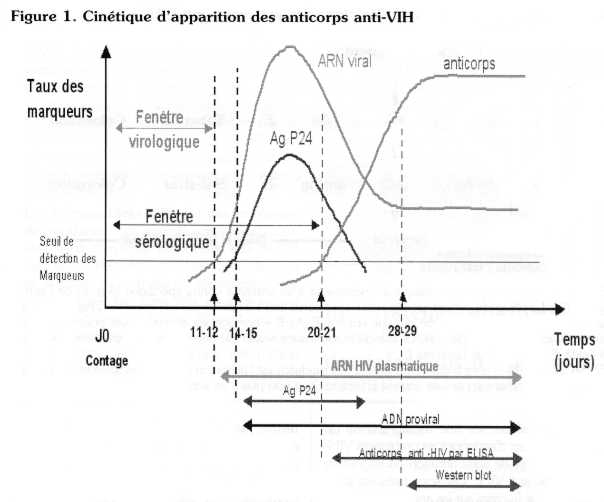 Figure 1. Cinétique d'apparition des anticorps anti-VIH
ARN viral
anticorps
Taux des
marqueurs
Fenêtre
virologique
Ag P24
Fenêtre
sérologique
Seuil de
détection des
Marqueurs
J0
Contage
11-12
14-15
20-21
28-29
Temps
(jours)
ARN HIV plasmatique
Ag P24
ADN proviral
Anticorps anti -HIV par ELISA
Western blot